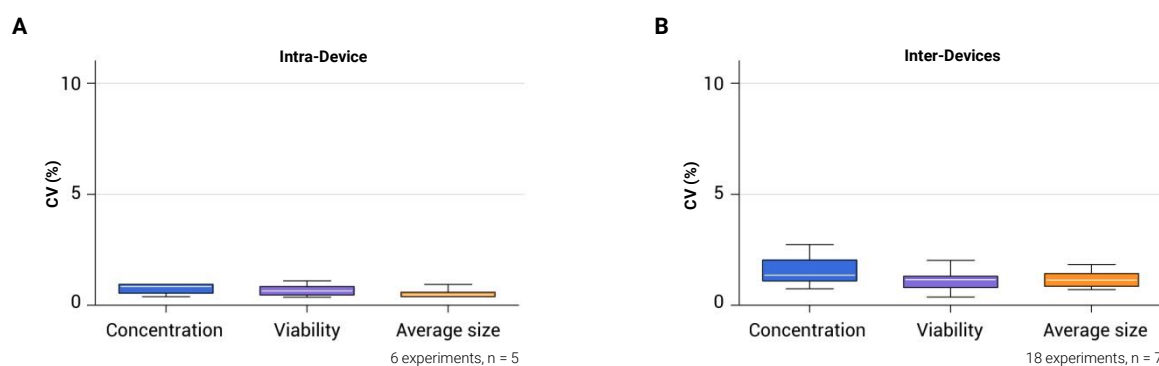 A
B
Intra-Device
Inter-Devices
10
5
0
CV (%)
Concentration
Viability
Average size
6 experiments, n = 5
10
5
0
CV (%)
Concentration
Viability
Average size
18 experiments, n = 7